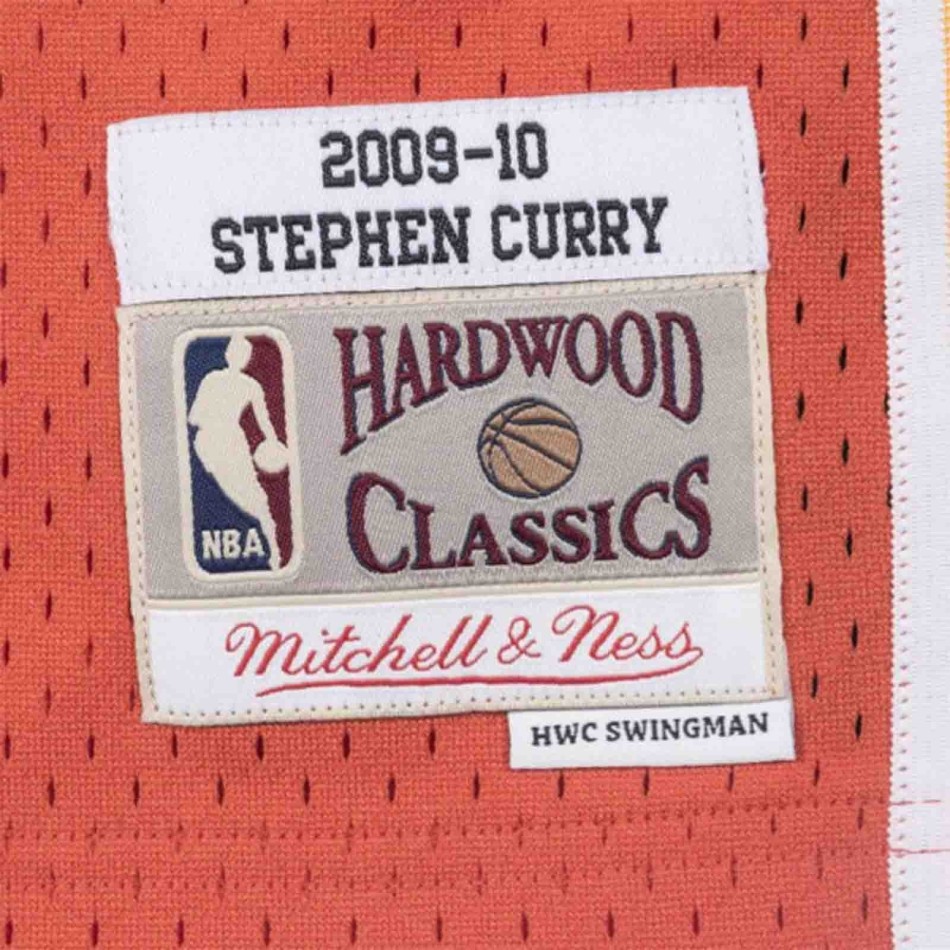 2009-10
STEPHEN CURRY
HARDWOOD
CLASSICS
NBA
Mitchell & Ness
HWC SWINGMAN